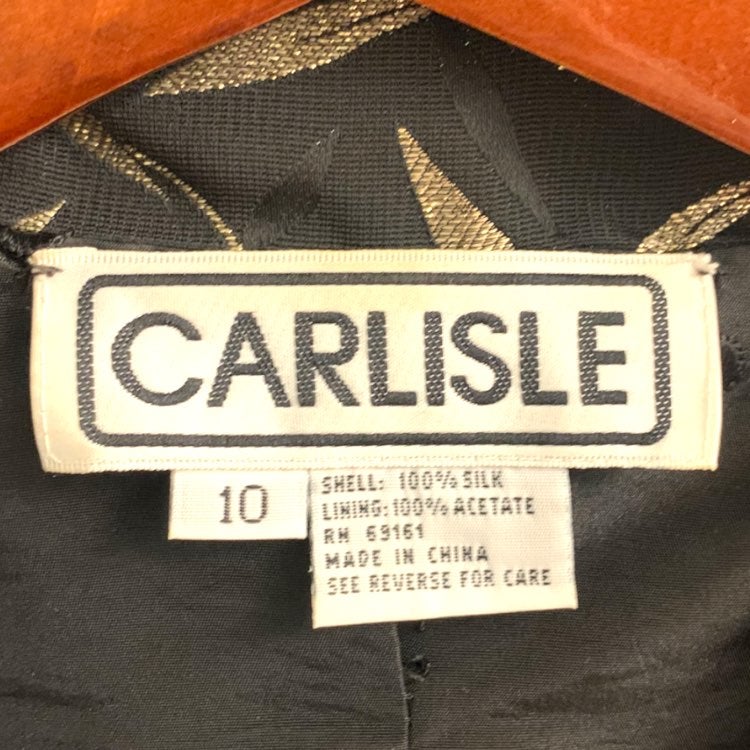 CARLISLE
10
SHELL: 100% SILK
LINING: 100% ACETATE
RN 69161
MADE IN CHINA
SEE REVERSE FOR CARE